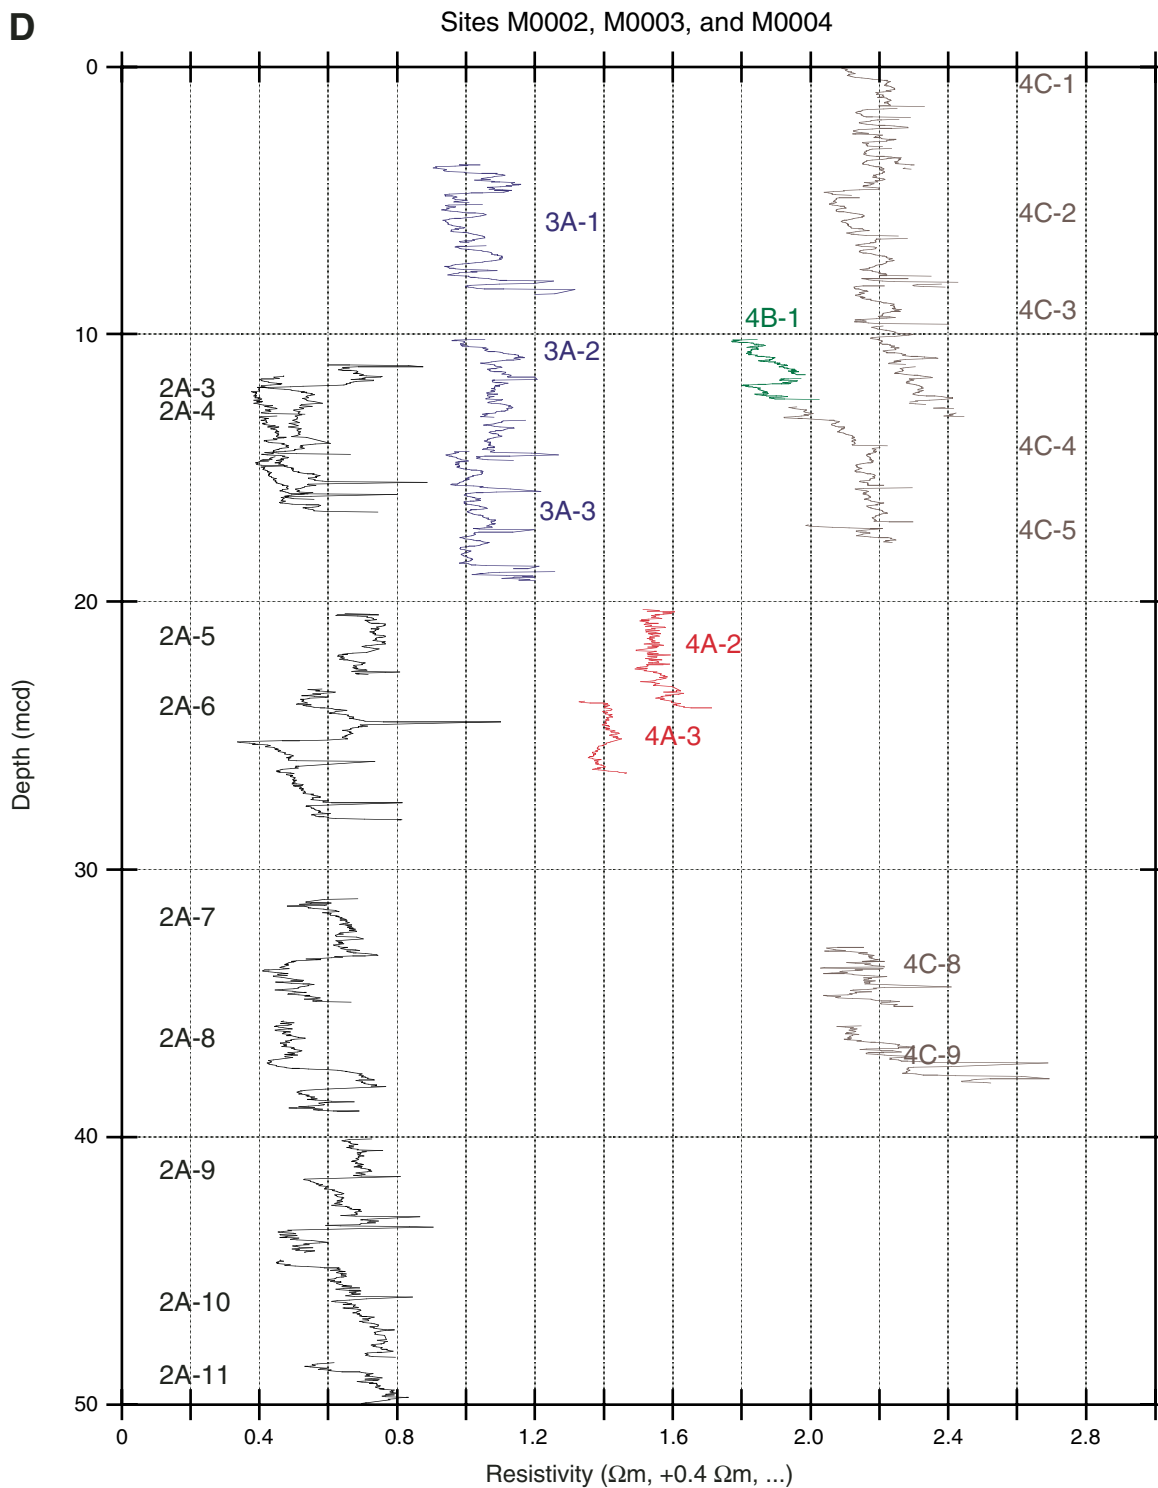 D
Sites M0002, M0003, and M0004
0
4C-1
4C-2
3A-1
4C-3
4B-1
10
3A-2
2A-3
2A-4
4C-4
3A-3
4C-5
20
2A-5
4A-2
2A-6
4A-3
Depth (mcd)
30
2A-7
4C-8
2A-8
4C-9
40
2A-9
2A-10
2A-11
50
0 0.4 0.8 1.2 1.6 2.0 2.4 2.8
Resistivity (Ωm, +0.4 Ωm, ...)